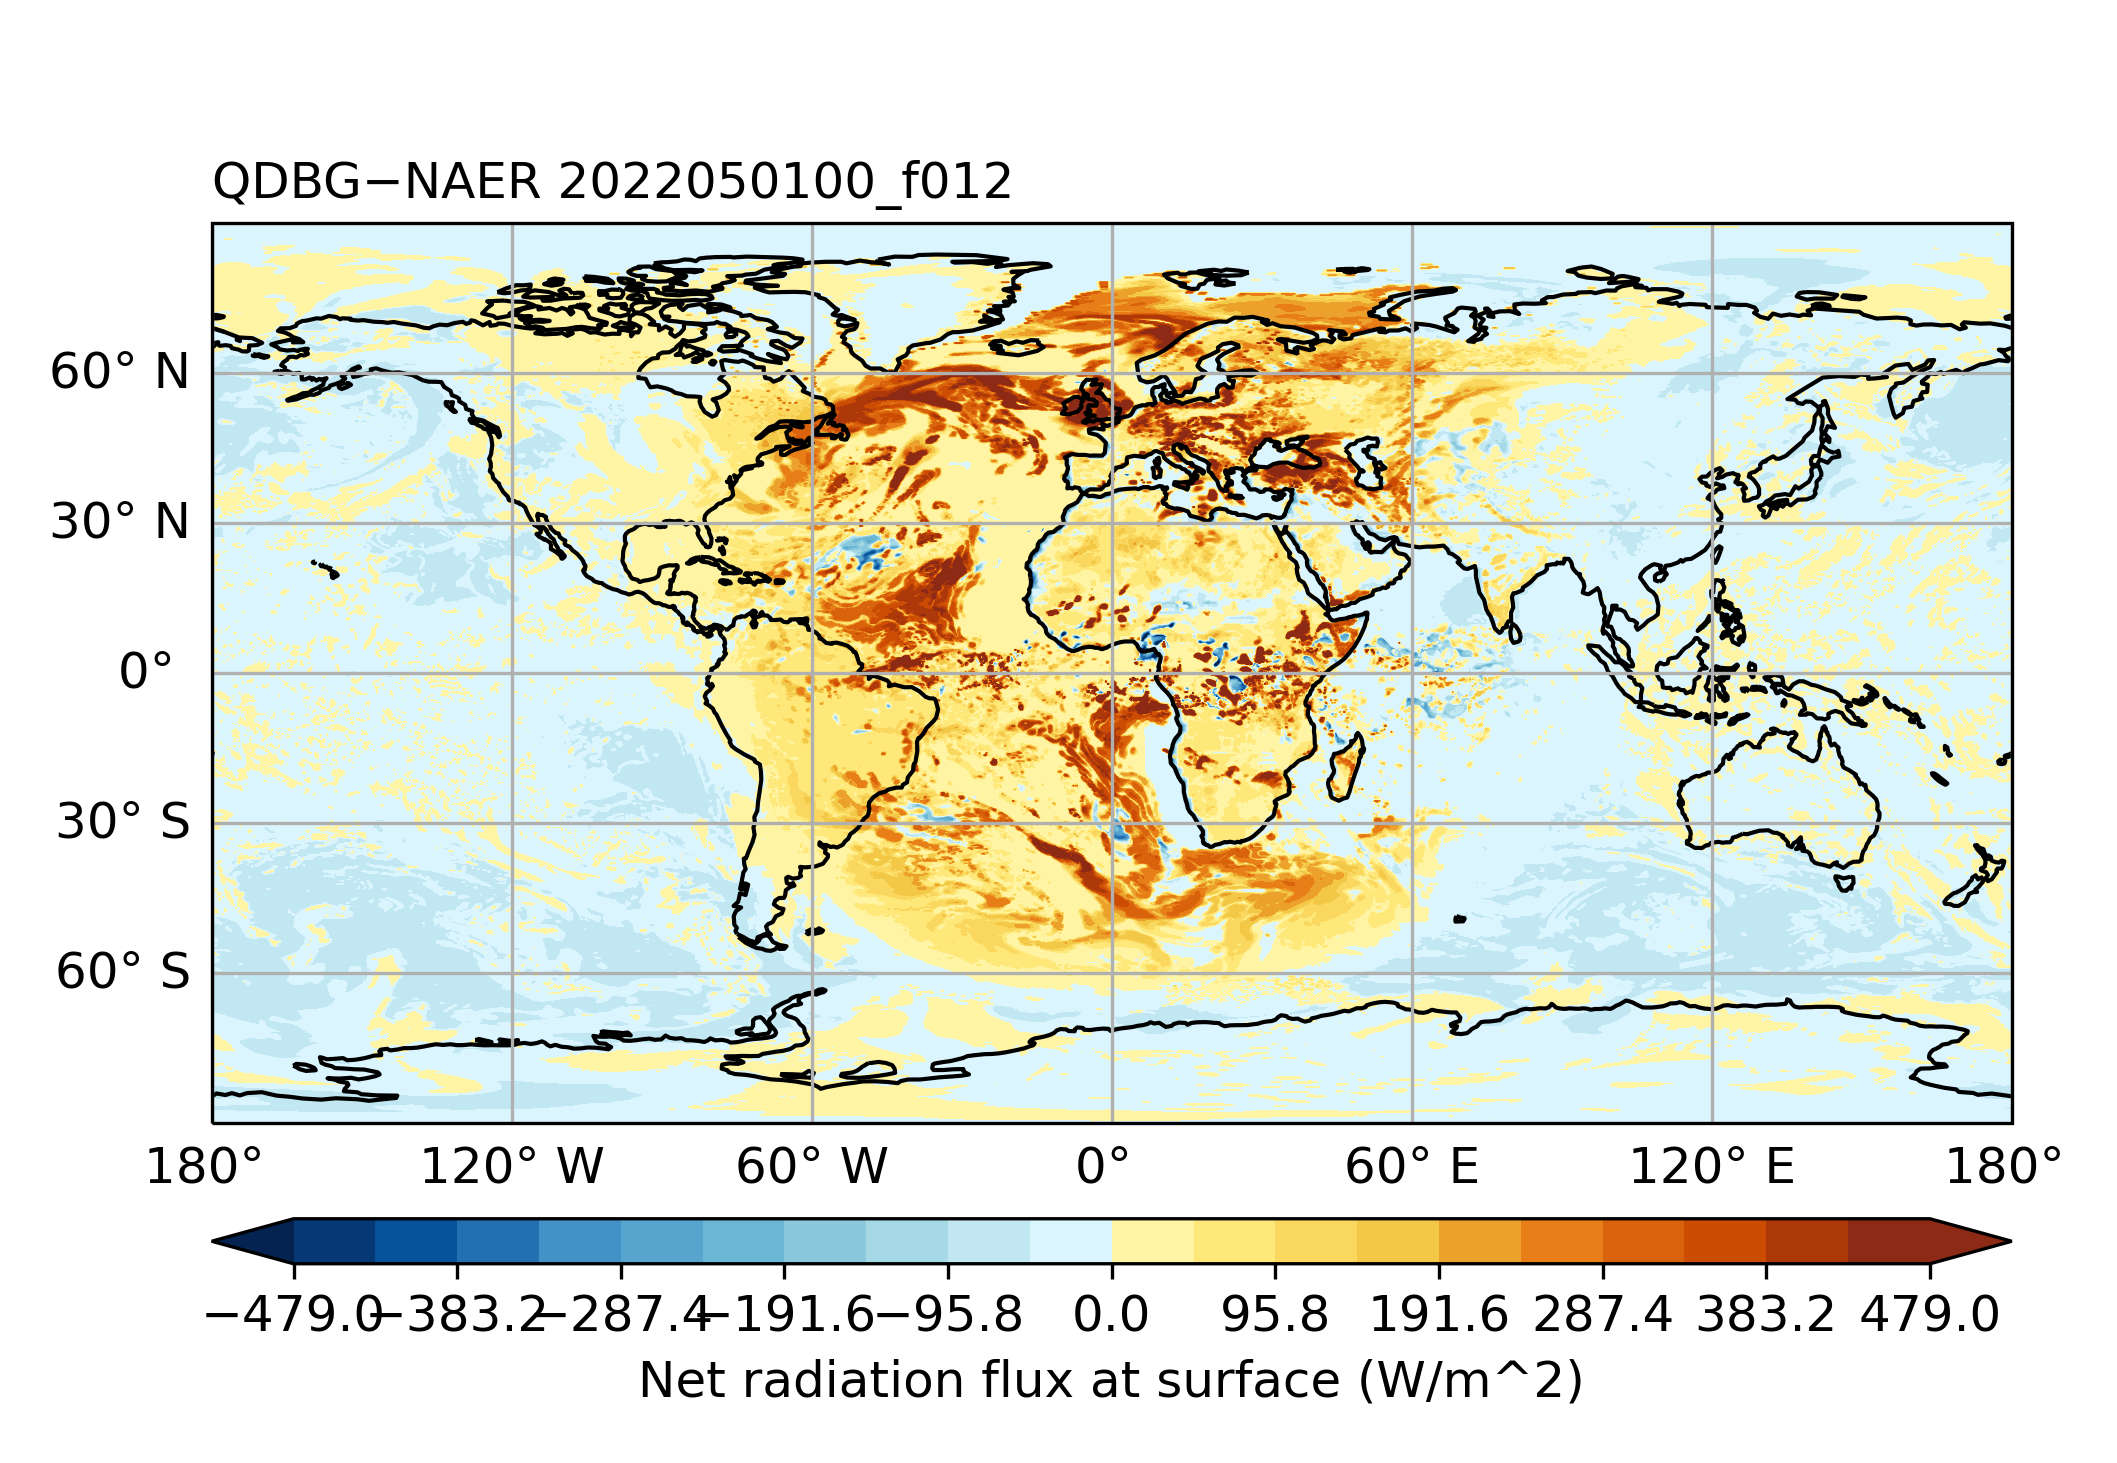 QDBG−NAER 2022050100_f012
60° N
30° N
0°
30° S
60° S
180° 120° W 60° W 0° 60° E 120° E 180°
−479.0 −383.2 −287.4 −191.6 −95.8 0.0 95.8 191.6 287.4 383.2 479.0
Net radiation flux at surface (W/m^2)